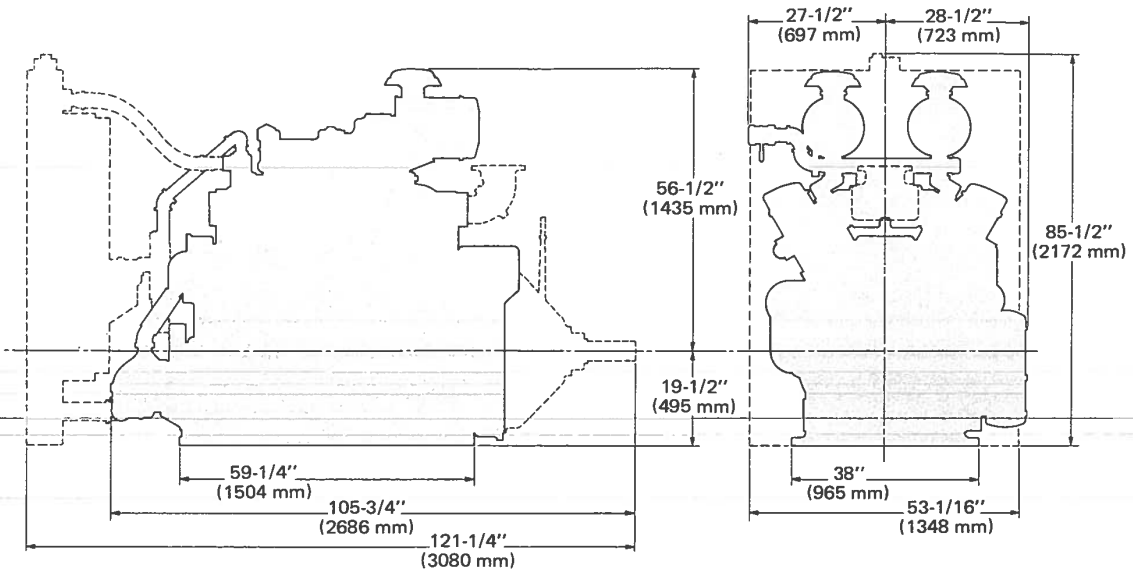 27-1/2"
(697 mm)
28-1/2"
(723 mm)
56-1/2"
(1435 mm)
85-1/2"
(2172 mm)
19-1/2"
(495 mm)
59-1/4"
(1504 mm)
38"
(965 mm)
105-3/4"
(2686 mm)
53-1/16"
(1348 mm)
121-1/4"
(3080 mm)